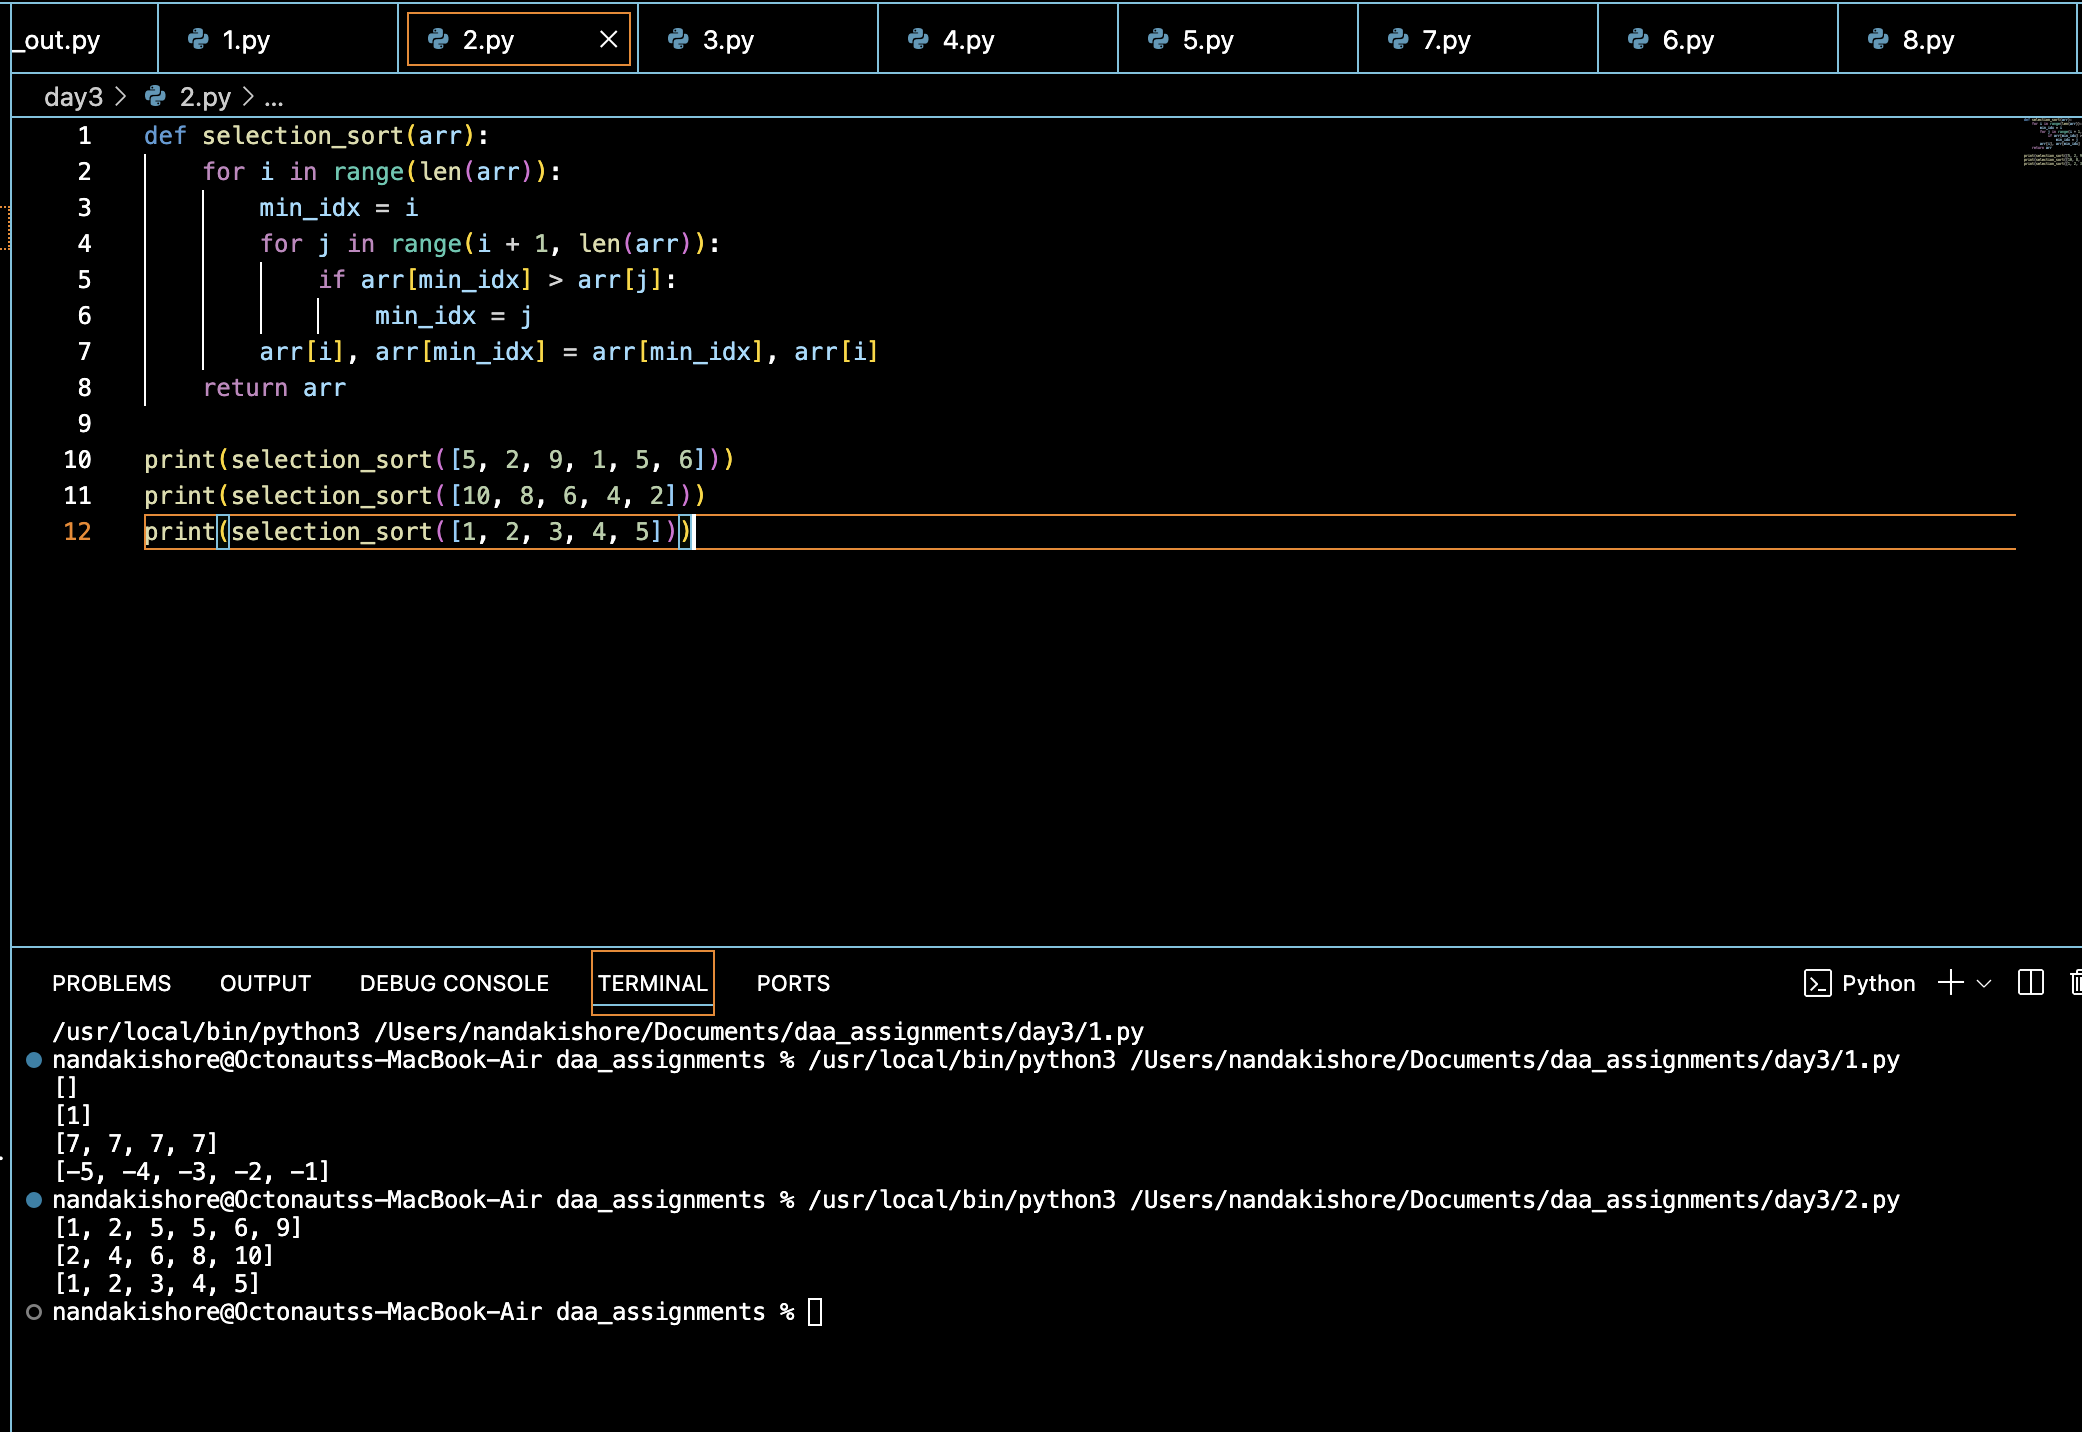 _out.py 1.py 2.py 3.py 4.py 5.py 7.py 6.py 8.py
day3 > 2.py > ...
1 def selection_sort(arr):
2     for i in range(len(arr)):
3         min_idx = i
4         for j in range(i + 1, len(arr)):
5             if arr[min_idx] > arr[j]:
6                 min_idx = j
7         arr[i], arr[min_idx] = arr[min_idx], arr[i]
8     return arr
9
10 print(selection_sort([5, 2, 9, 1, 5, 6]))
11 print(selection_sort([10, 8, 6, 4, 2]))
12 print(selection_sort([1, 2, 3, 4, 5]))
PROBLEMS OUTPUT DEBUG CONSOLE TERMINAL PORTS Python
/usr/local/bin/python3 /Users/nandakishore/Documents/daa_assignments/day3/1.py
nandakishore@Octonautss-MacBook-Air daa_assignments % /usr/local/bin/python3 /Users/nandakishore/Documents/daa_assignments/day3/1.py
[]
[1]
[7, 7, 7, 7]
[-5, -4, -3, -2, -1]
nandakishore@Octonautss-MacBook-Air daa_assignments % /usr/local/bin/python3 /Users/nandakishore/Documents/daa_assignments/day3/2.py
[1, 2, 5, 5, 6, 9]
[2, 4, 6, 8, 10]
[1, 2, 3, 4, 5]
nandakishore@Octonautss-MacBook-Air daa_assignments %